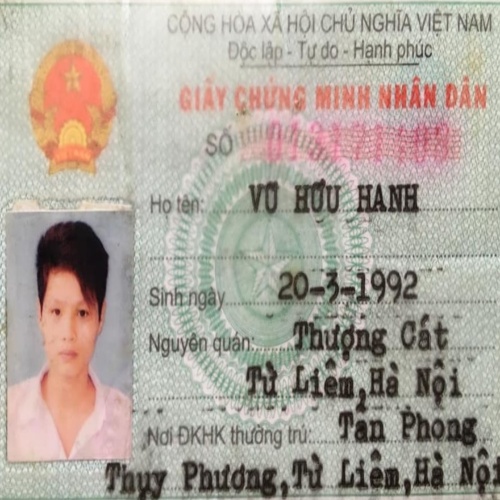 CỘNG HÒA XÃ HỘI CHỦ NGHĨA VIỆT NAM
Độc lập - Tự do - Hạnh phúc
GIẤY CHỨNG MINH NHÂN DÂN
SỐ
Họ tên: VŨ HỮU HẠNH
Sinh ngày 20-3-1992
Nguyên quán: Thượng Cát
Từ Liêm, Hà Nội
Nơi ĐKHK thường trú: Tân Phong
Thụy Phương, Từ Liêm, Hà Nội